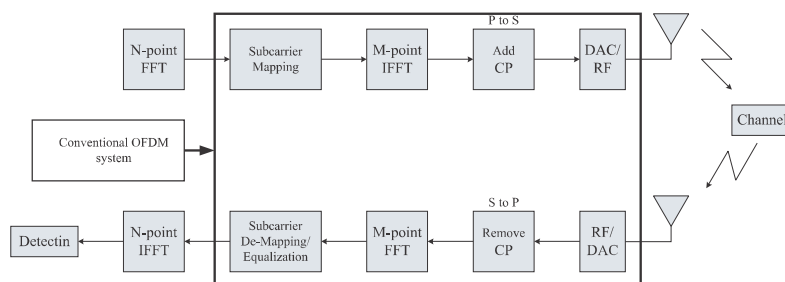 P to S
N-point
FFT
Subcarrier
Mapping
M-point
IFFT
Add
CP
DAC/
RF
Channel
Conventional OFDM
system
S to P
Detectin
N-point
IFFT
Subcarrier
De-Mapping/
Equalization
M-point
FFT
Remove
CP
RF/
DAC